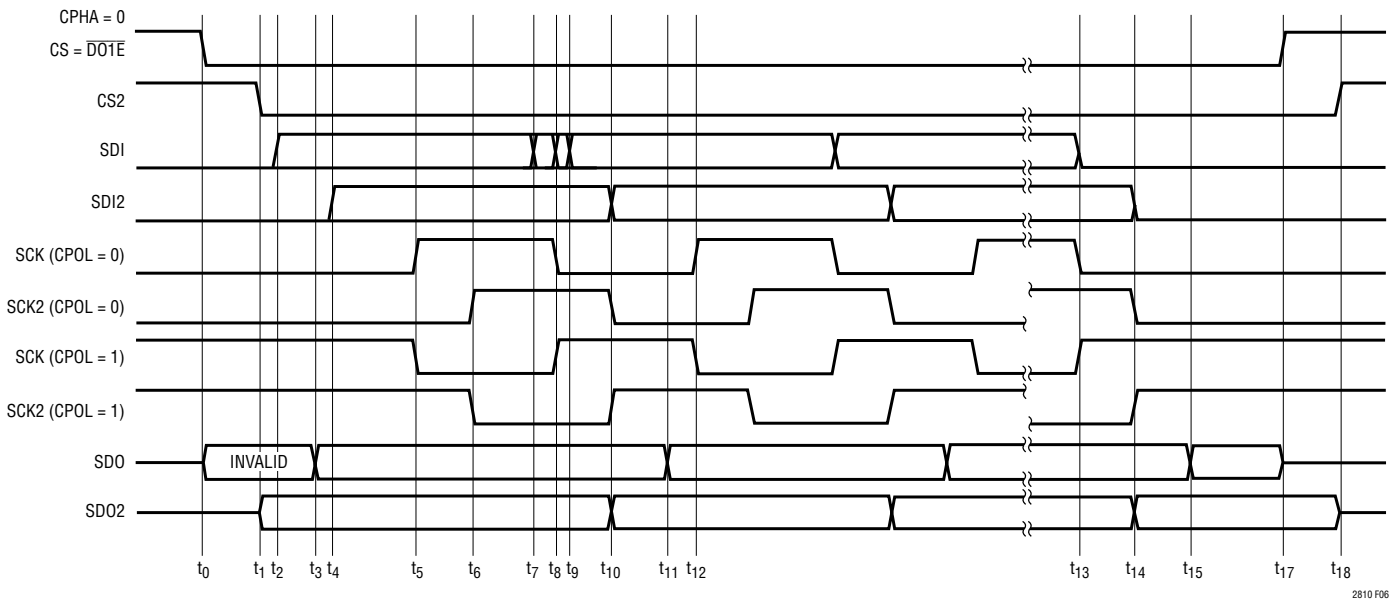 CPHA = 0
CS = DO1E
CS2
SDI
SDI2
SCK (CPOL = 0)
SCK2 (CPOL = 0)
SCK (CPOL = 1)
SCK2 (CPOL = 1)
SDO INVALID
SDO2
t0 t1 t2 t3 t4 t5 t6 t7 t8 t9 t10 t11 t12 t13 t14 t15 t17 t18
2810 F06